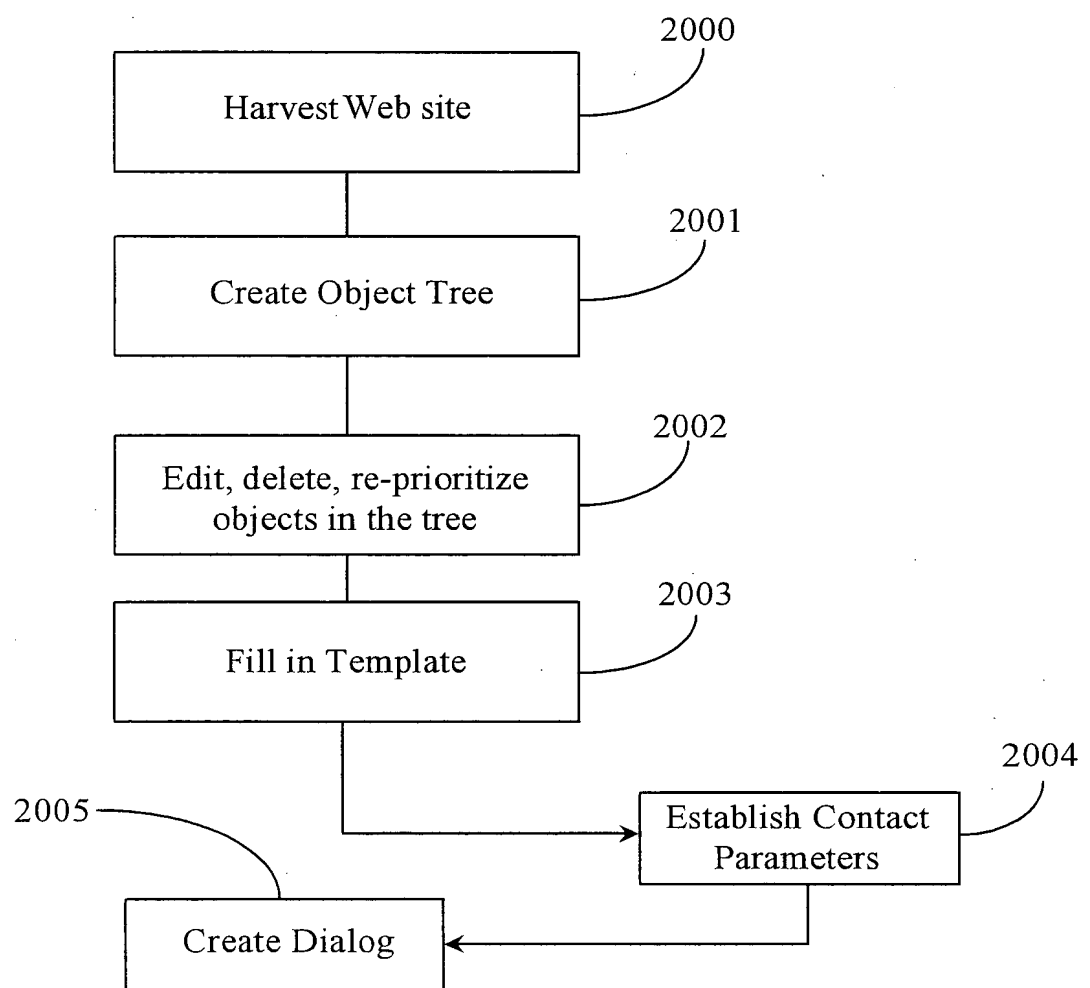 2000
Harvest Web site
2001
Create Object Tree
2002
Edit, delete, re-prioritize
objects in the tree
2003
Fill in Template
2004
Establish Contact
Parameters
2005
Create Dialog